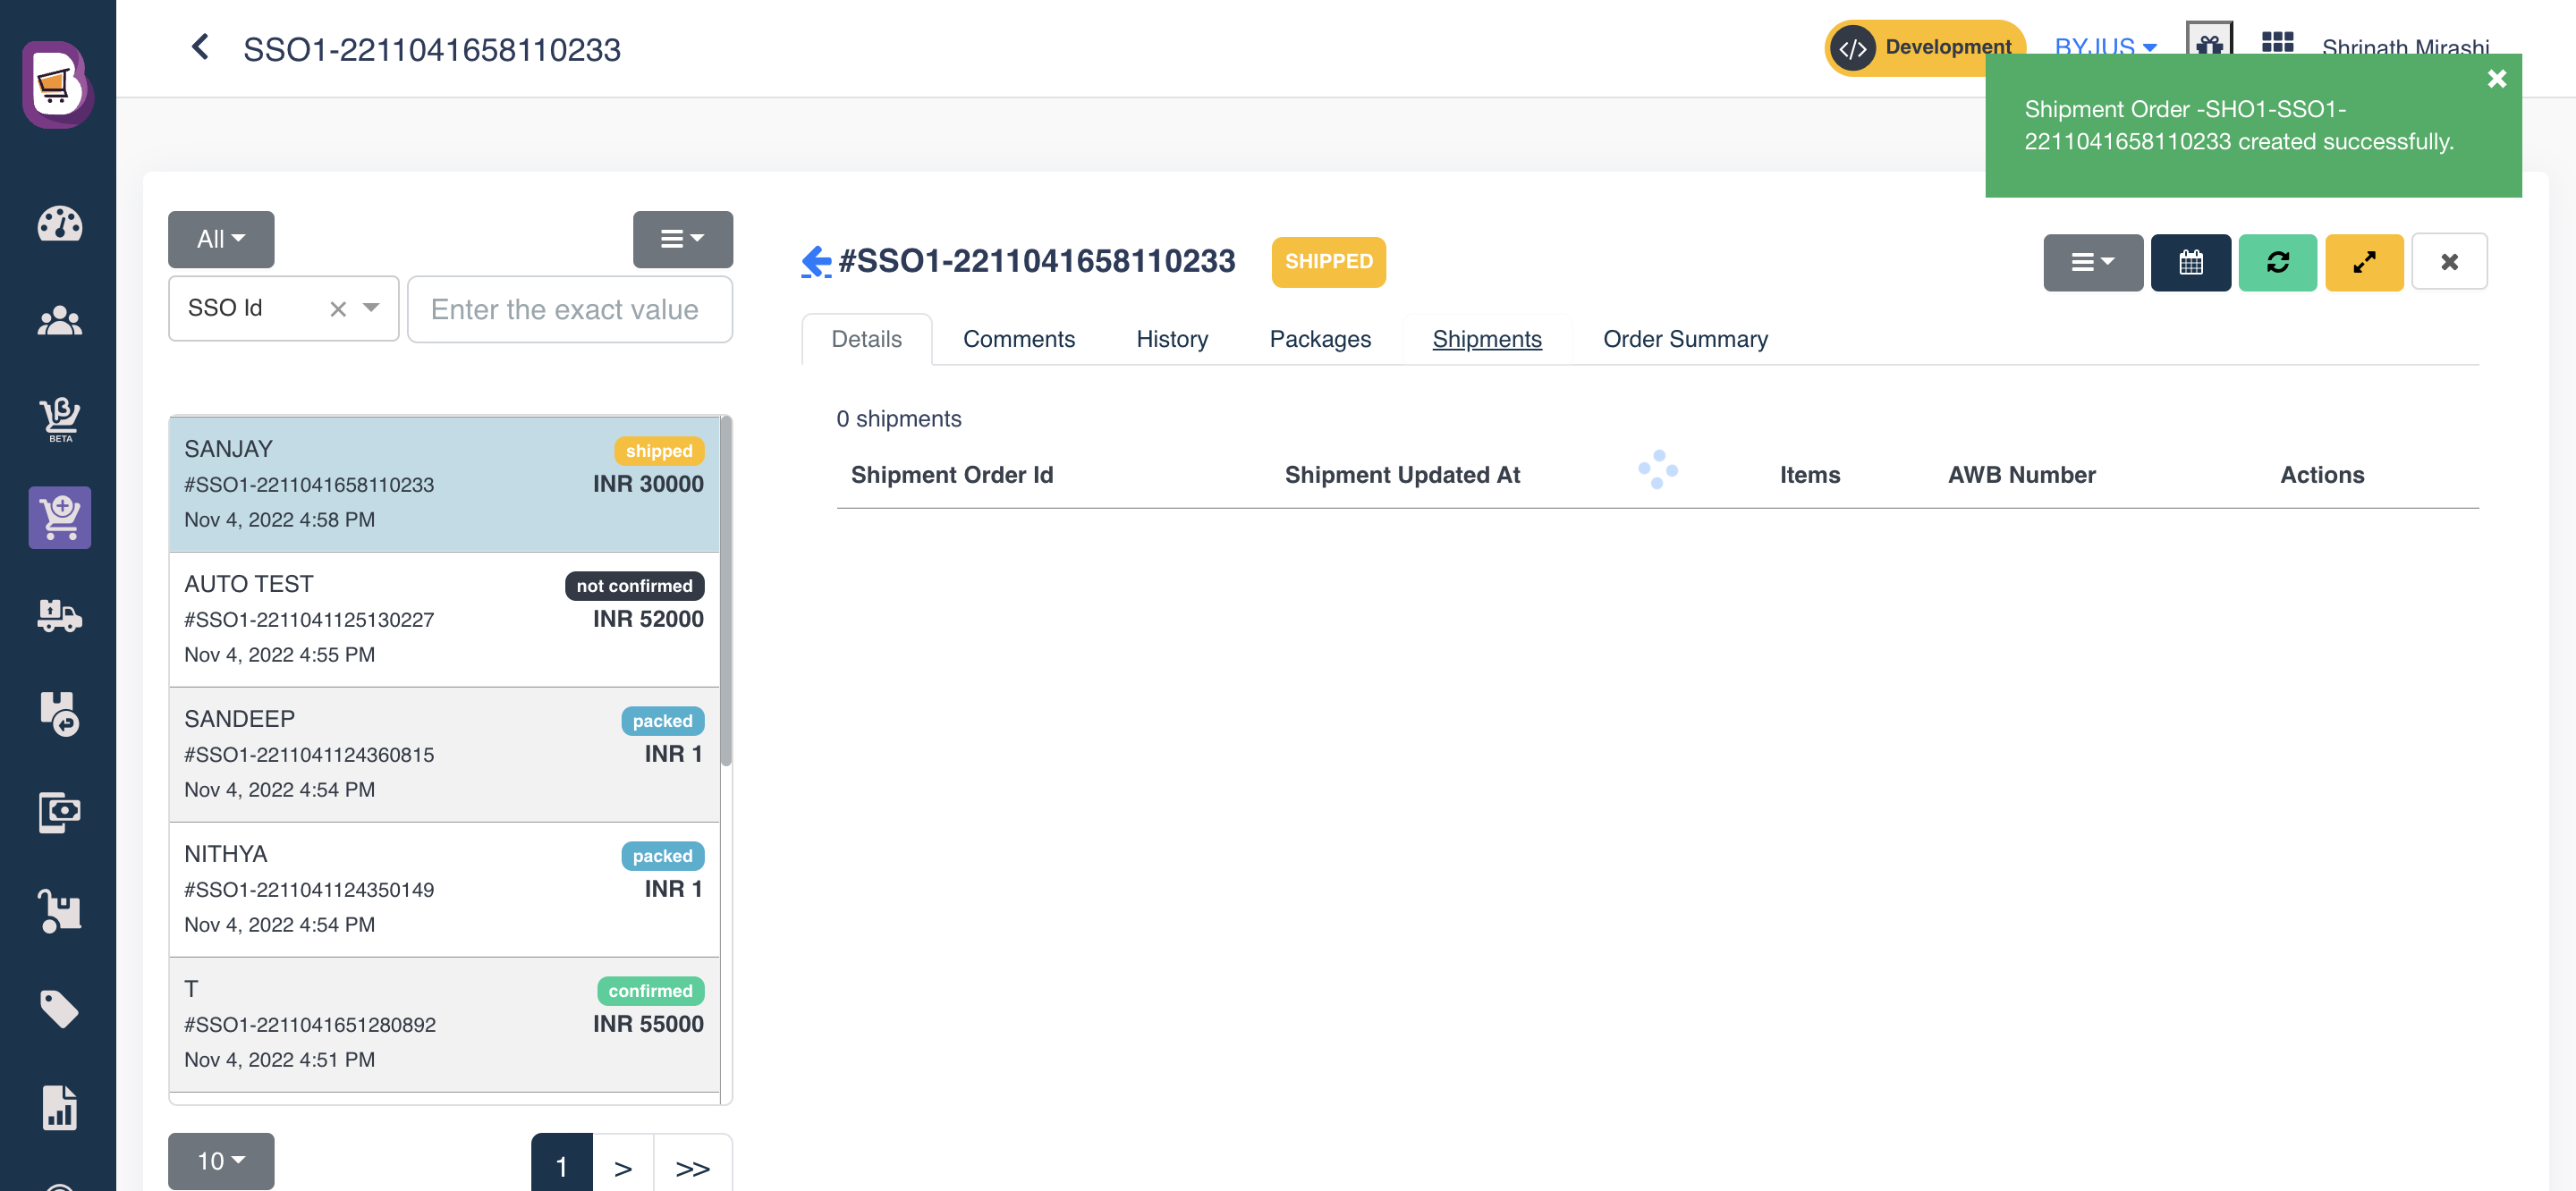 SSO1-2211041658110233
</> Development
BYJUS
Shrinath Mirashi
Shipment Order -SHO1-SSO1-
2211041658110233 created successfully.
All
SSO Id
Enter the exact value
#SSO1-2211041658110233 SHIPPED
Details Comments History Packages Shipments Order Summary
0 shipments
Shipment Order Id Shipment Updated At Items AWB Number Actions
SANJAY shipped
#SSO1-2211041658110233 INR 30000
Nov 4, 2022 4:58 PM
AUTO TEST not confirmed
#SSO1-2211041125130227 INR 52000
Nov 4, 2022 4:55 PM
SANDEEP packed
#SSO1-2211041124360815 INR 1
Nov 4, 2022 4:54 PM
NITHYA packed
#SSO1-2211041124350149 INR 1
Nov 4, 2022 4:54 PM
T confirmed
#SSO1-2211041651280892 INR 55000
Nov 4, 2022 4:51 PM
10
1 > >>
B
β
BETA